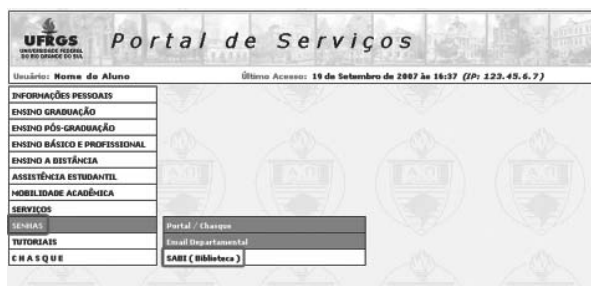 UFRGS
UNIVERSIDADE FEDERAL
DO RIO GRANDE DO SUL
Portal de Serviços
Usuário: Nome do Aluno
Último Acesso: 19 de Setembro de 2007 às 16:37 (IP: 123.45.6.7)
INFORMAÇÕES PESSOAIS
ENSINO GRADUAÇÃO
ENSINO PÓS-GRADUAÇÃO
ENSINO BÁSICO E PROFISSIONAL
ENSINO A DISTÂNCIA
ASSISTÊNCIA ESTUDANTIL
MOBILIDADE ACADÊMICA
SERVIÇOS
SENHAS
Portal / Chasque
TUTORIAIS
Email Departamental
CHASQUE
SABI ( Biblioteca )